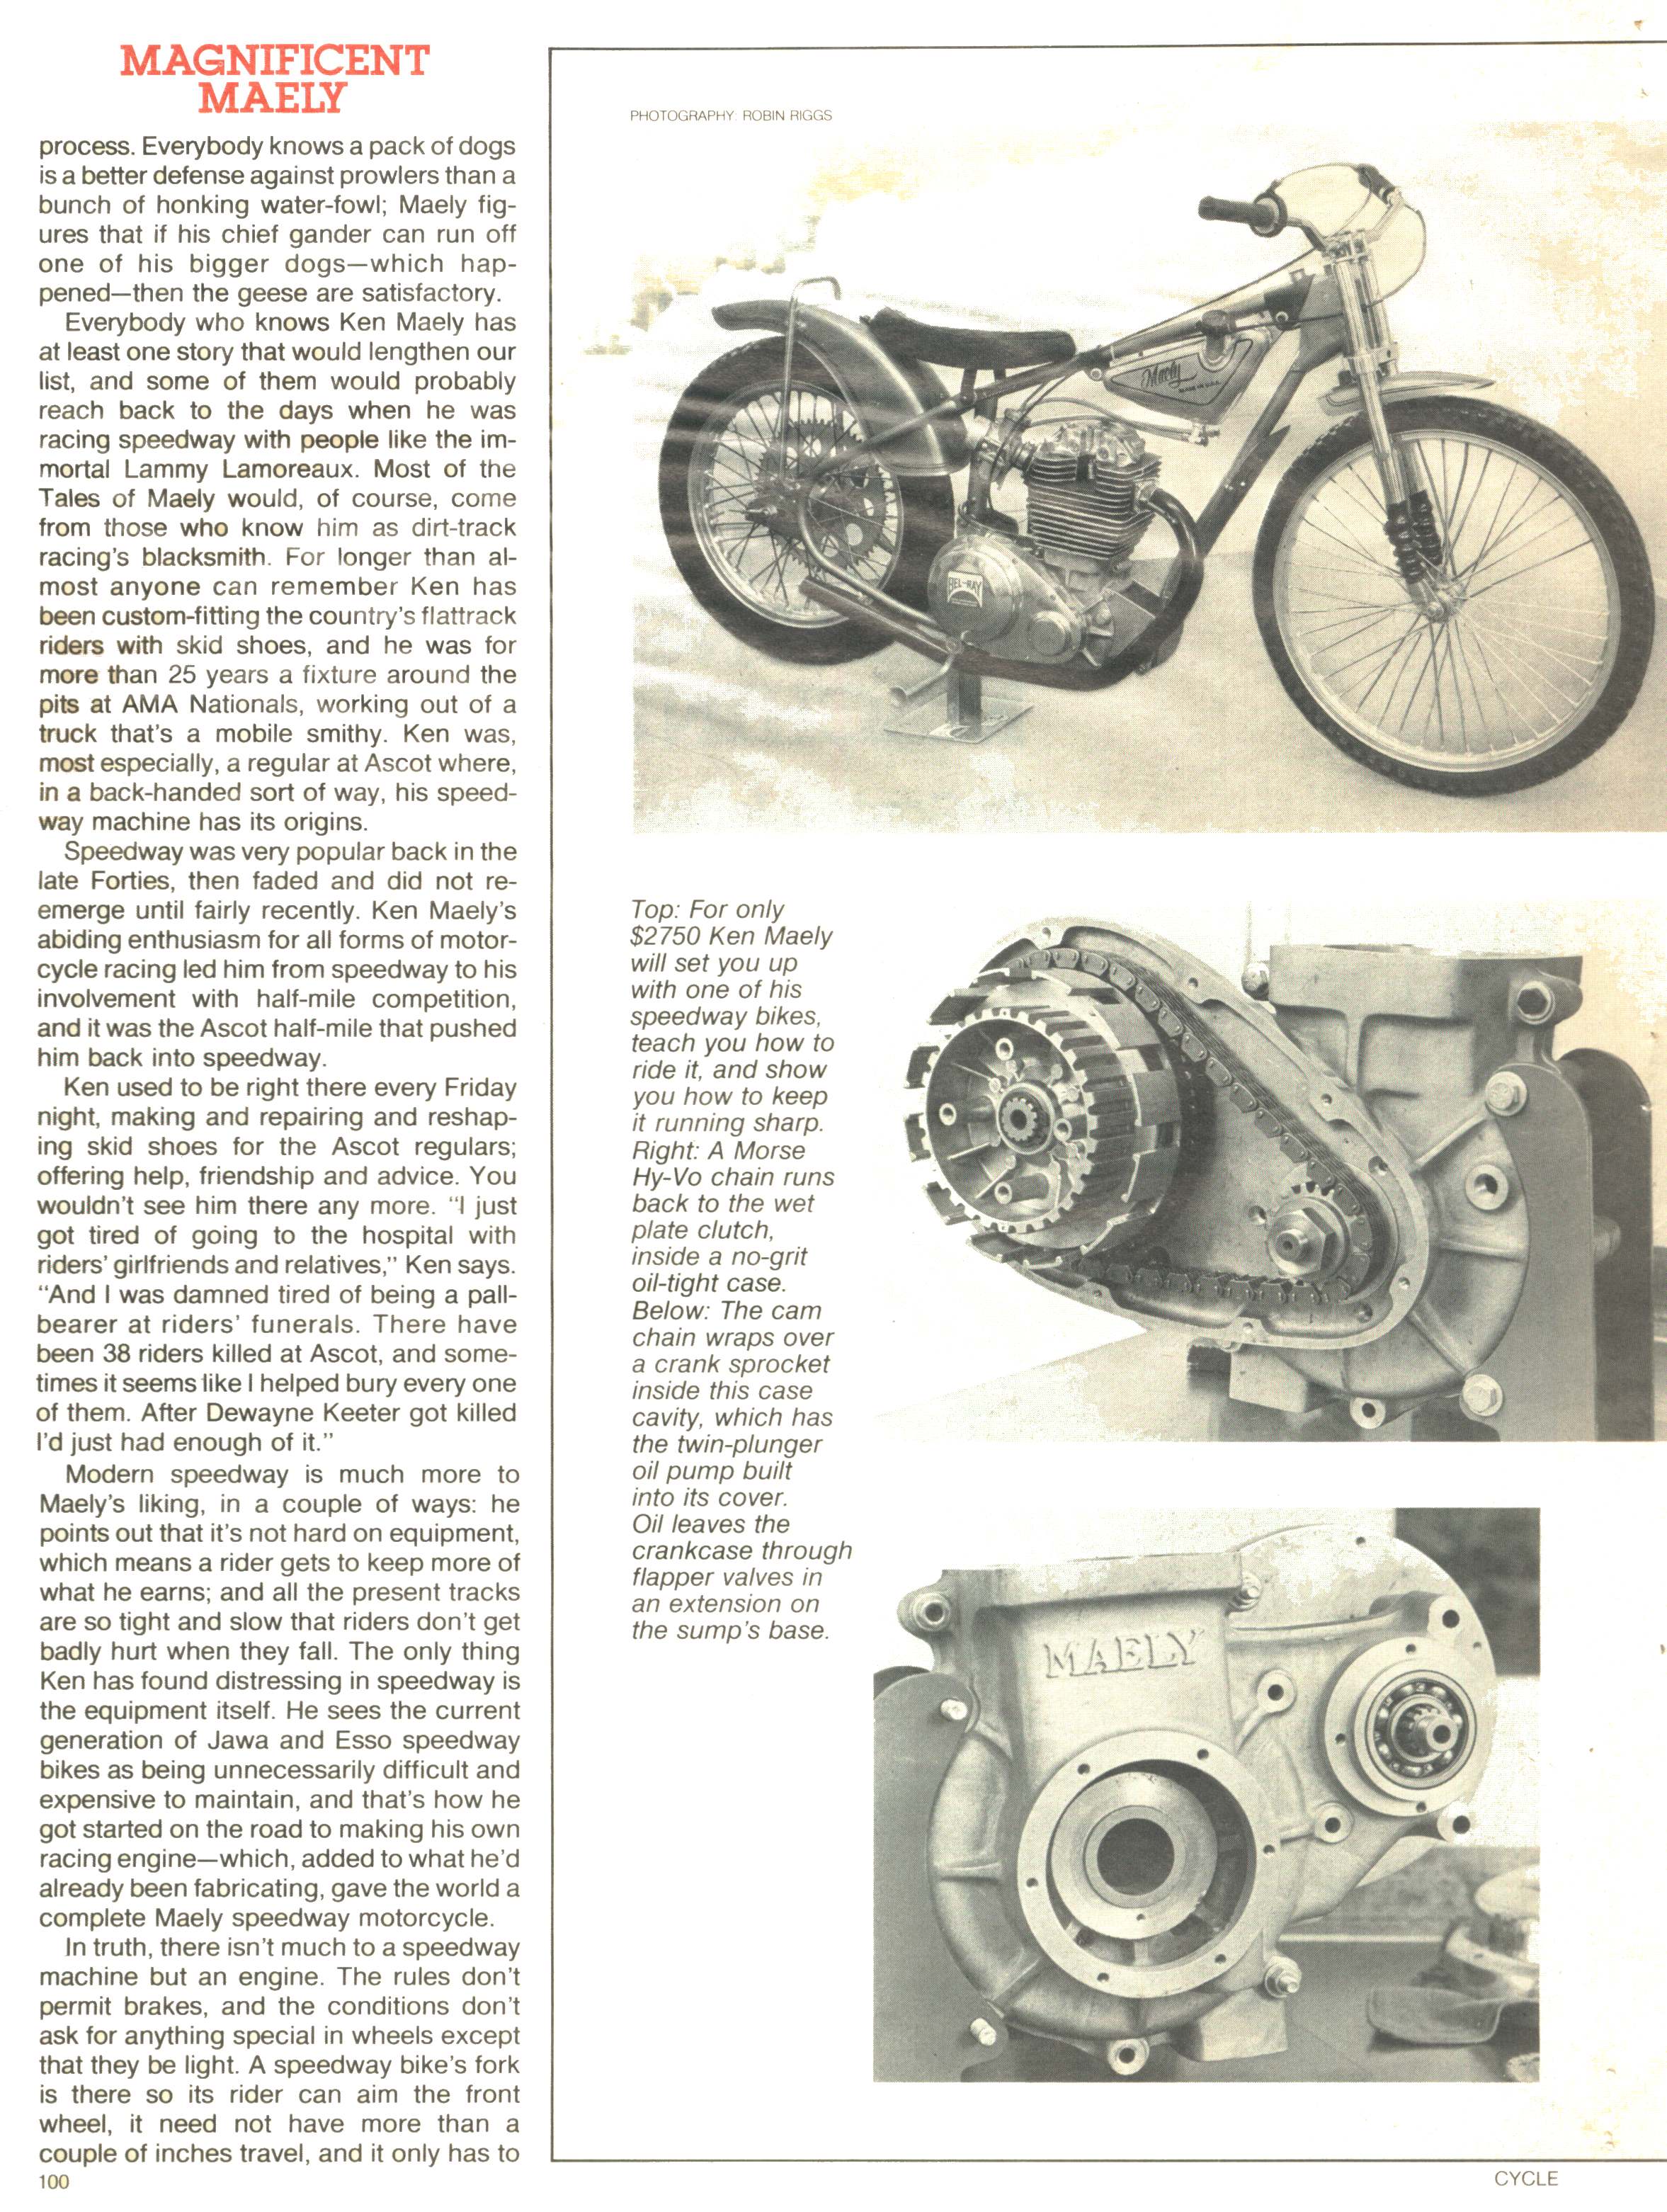 MAGNIFICENT
MAELY
process. Everybody knows a pack of dogs
is a better defense against prowlers than a
bunch of honking water-fowl; Maely fig-
ures that if his chief gander can run off
one of his bigger dogs—which hap-
pened—then the geese are satisfactory.
Everybody who knows Ken Maely has
at least one story that would lengthen our
list, and some of them would probably
reach back to the days when he was
racing speedway with people like the im-
mortal Lammy Lamoreaux. Most of the
Tales of Maely would, of course, come
from those who know him as dirt-track
racing's blacksmith. For longer than al-
most anyone can remember Ken has
been custom-fitting the country's flattrack
riders with skid shoes, and he was for
more than 25 years a fixture around the
pits at AMA Nationals, working out of a
truck that's a mobile smithy. Ken was,
most especially, a regular at Ascot where,
in a back-handed sort of way, his speed-
way machine has its origins.
Speedway was very popular back in the
late Forties, then faded and did not re-
emerge until fairly recently. Ken Maely's
abiding enthusiasm for all forms of motor-
cycle racing led him from speedway to his
involvement with half-mile competition,
and it was the Ascot half-mile that pushed
him back into speedway.
Ken used to be right there every Friday
night, making and repairing and reshap-
ing skid shoes for the Ascot regulars;
offering help, friendship and advice. You
wouldn't see him there any more. “I just
got tired of going to the hospital with
riders' girlfriends and relatives,” Ken says.
“And I was damned tired of being a pall-
bearer at riders' funerals. There have
been 38 riders killed at Ascot, and some-
times it seems like I helped bury every one
of them. After Dewayne Keeter got killed
I'd just had enough of it.”
Modern speedway is much more to
Maely's liking, in a couple of ways: he
points out that it's not hard on equipment,
which means a rider gets to keep more of
what he earns; and all the present tracks
are so tight and slow that riders don't get
badly hurt when they fall. The only thing
Ken has found distressing in speedway is
the equipment itself. He sees the current
generation of Jawa and Esso speedway
bikes as being unnecessarily difficult and
expensive to maintain, and that's how he
got started on the road to making his own
racing engine—which, added to what he'd
already been fabricating, gave the world a
complete Maely speedway motorcycle.
In truth, there isn't much to a speedway
machine but an engine. The rules don't
permit brakes, and the conditions don't
ask for anything special in wheels except
that they be light. A speedway bike's fork
is there so its rider can aim the front
wheel, it need not have more than a
couple of inches travel, and it only has to
100
PHOTOGRAPHY: ROBIN RIGGS
Maely
MADE IN U.S.A.
BEL-RAY
Top: For only
$2750 Ken Maely
will set you up
with one of his
speedway bikes,
teach you how to
ride it, and show
you how to keep
it running sharp.
Right: A Morse
Hy-Vo chain runs
back to the wet
plate clutch,
inside a no-grit
oil-tight case.
Below: The cam
chain wraps over
a crank sprocket
inside this case
cavity, which has
the twin-plunger
oil pump built
into its cover.
Oil leaves the
crankcase through
flapper valves in
an extension on
the sump's base.
MAELY
CYCLE